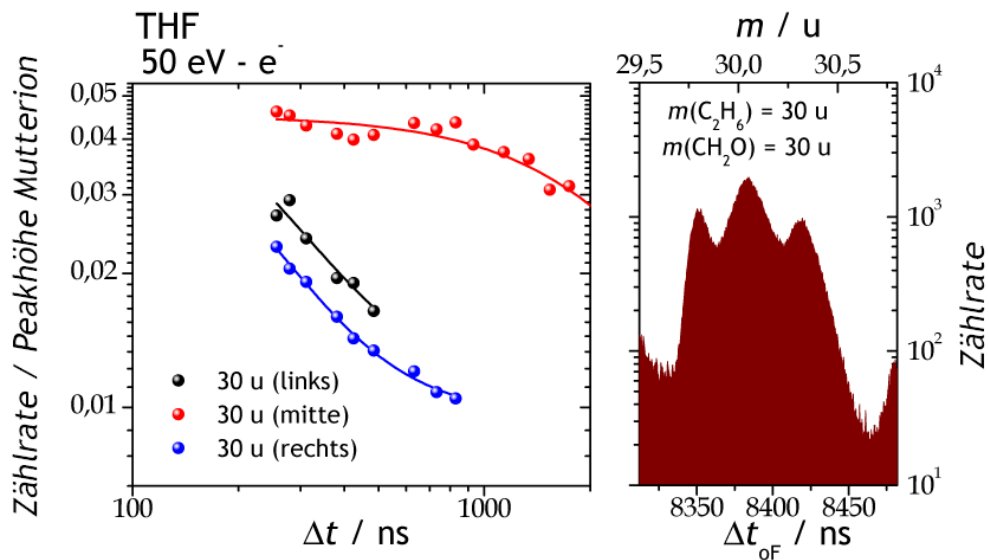 THF
50 eV - e⁻
Zählrate / Peakhöhe Mutterion
0,05
0,04
0,03
0,02
0,01
30 u (links)
30 u (mitte)
30 u (rechts)
100
1000
Δt / ns
m / u
29,5
30,0
30,5
m(C₂H₆) = 30 u
m(CH₂O) = 30 u
10⁴
10³
10²
10¹
Zählrate
8350
8400
8450
Δt_oF / ns